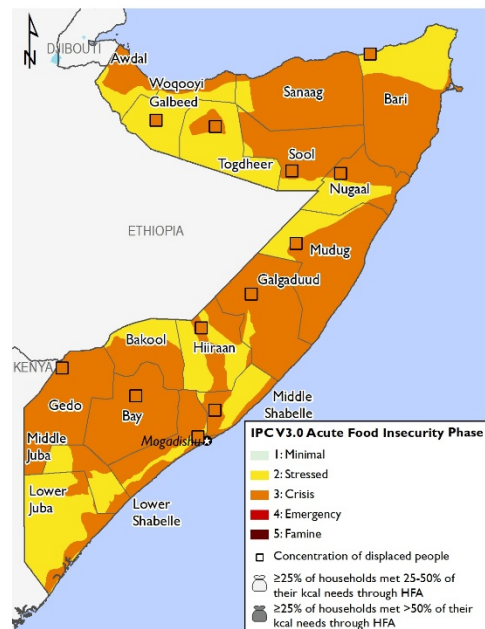 N
DJIBOUTI
Awdal
Woqooyi
Galbeed
Sanaag
Bari
Togdheer
Sool
Nugaal
ETHIOPIA
Mudug
Galgaduud
Bakool
Hiiraan
KENYA
Gedo
Bay
Middle
Shabelle
Mogadishu
Middle
Juba
Lower
Juba
Lower
Shabelle
IPC V3.0 Acute Food Insecurity Phase
1: Minimal
2: Stressed
3: Crisis
4: Emergency
5: Famine
Concentration of displaced people
≥25% of households met 25-50% of
their kcal needs through HFA
≥25% of households met >50% of their
kcal needs through HFA